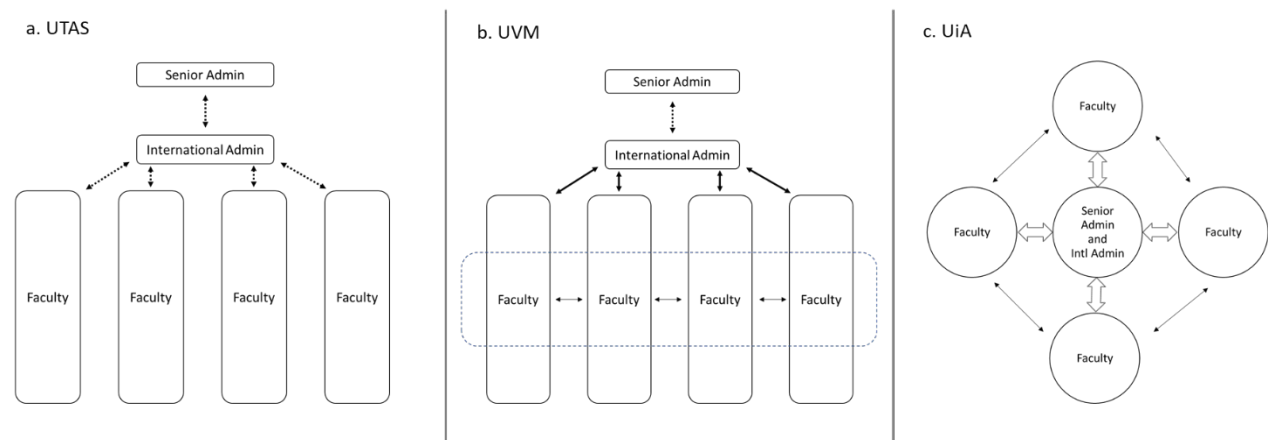 a. UTAS
Senior Admin
International Admin
Faculty
Faculty
Faculty
Faculty
b. UVM
Senior Admin
International Admin
Faculty
Faculty
Faculty
Faculty
c. UiA
Faculty
Faculty
Senior
Admin
and
Intl Admin
Faculty
Faculty